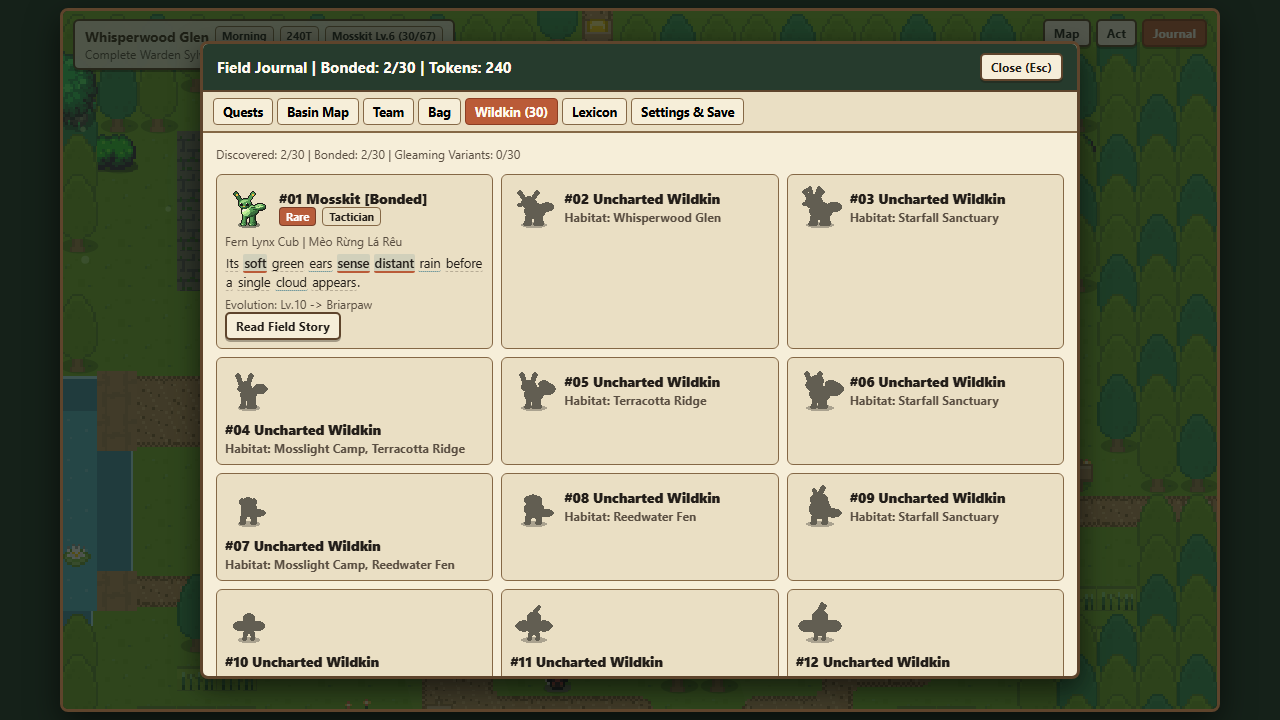 Whisperwood Glen Morning 240T Mosskit Lv.6 (30/67)
Complete Warden Syl
Map Act Journal
Field Journal | Bonded: 2/30 | Tokens: 240
Close (Esc)
Quests Basin Map Team Bag Wildkin (30) Lexicon Settings & Save
Discovered: 2/30 | Bonded: 2/30 | Gleaming Variants: 0/30
#01 Mosskit [Bonded]
Rare Tactician
Fern Lynx Cub | Mèo Rừng Lá Rêu
Its soft green ears sense distant rain before
a single cloud appears.
Evolution: Lv.10 -> Briarpaw
Read Field Story
#02 Uncharted Wildkin
Habitat: Whisperwood Glen
#03 Uncharted Wildkin
Habitat: Starfall Sanctuary
#04 Uncharted Wildkin
Habitat: Mosslight Camp, Terracotta Ridge
#05 Uncharted Wildkin
Habitat: Terracotta Ridge
#06 Uncharted Wildkin
Habitat: Starfall Sanctuary
#07 Uncharted Wildkin
Habitat: Mosslight Camp, Reedwater Fen
#08 Uncharted Wildkin
Habitat: Reedwater Fen
#09 Uncharted Wildkin
Habitat: Starfall Sanctuary
#10 Uncharted Wildkin
#11 Uncharted Wildkin
#12 Uncharted Wildkin